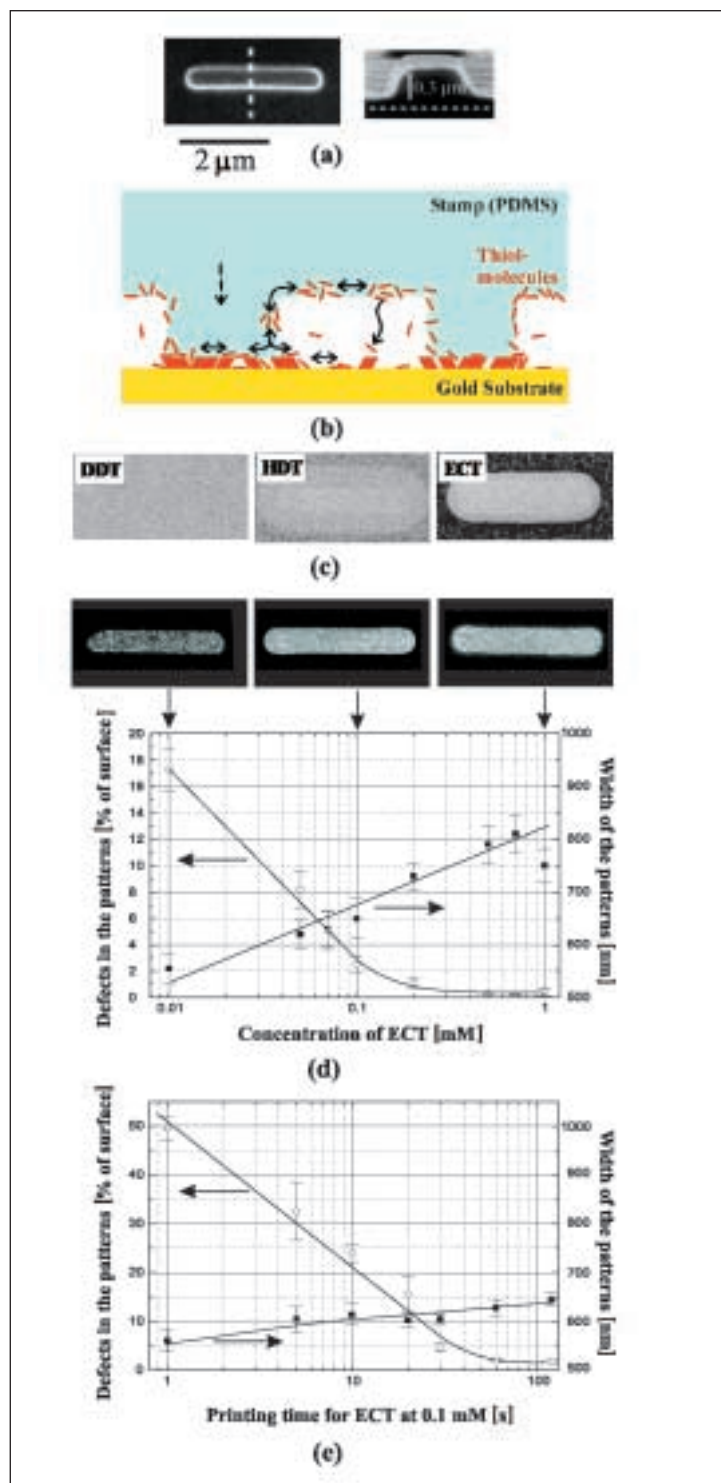 0.3 μm
2 μm
(a)
Stamp (PDMS)
Thiol-
molecules
Gold Substrate
(b)
DDT
HDT
ECT
(c)
Defects in the patterns [% of surface]
20
18
16
14
12
10
8
6
4
2
0
0.01
0.1
1
1000
900
800
700
600
500
Width of the patterns [nm]
Concentration of ECT [mM]
(d)
Defects in the patterns [% of surface]
50
40
30
20
10
0
1
10
100
1000
900
800
700
600
500
Width of the patterns [nm]
Printing time for ECT at 0.1 mM [s]
(e)